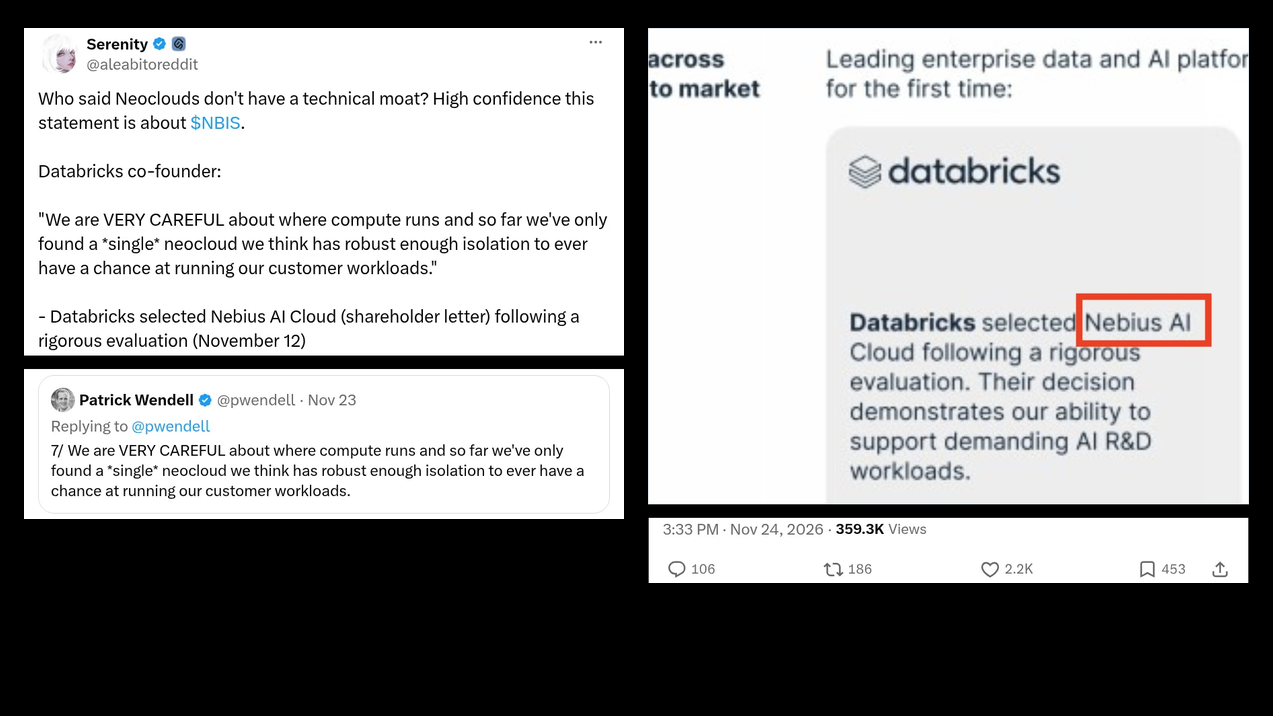 Serenity
@aleabitoreddit
Who said Neoclouds don't have a technical moat? High confidence this
statement is about $NBIS.
Databricks co-founder:
"We are VERY CAREFUL about where compute runs and so far we've only
found a *single* neocloud we think has robust enough isolation to ever
have a chance at running our customer workloads."
- Databricks selected Nebius AI Cloud (shareholder letter) following a
rigorous evaluation (November 12)
Patrick Wendell @pwendell · Nov 23
Replying to @pwendell
7/ We are VERY CAREFUL about where compute runs and so far we've only
found a *single* neocloud we think has robust enough isolation to ever have a
chance at running our customer workloads.
across
to market
Leading enterprise data and AI platfor
for the first time:
databricks
Databricks selected Nebius AI
Cloud following a rigorous
evaluation. Their decision
demonstrates our ability to
support demanding AI R&D
workloads.
3:33 PM · Nov 24, 2026 · 359.3K Views
106 186 2.2K 453